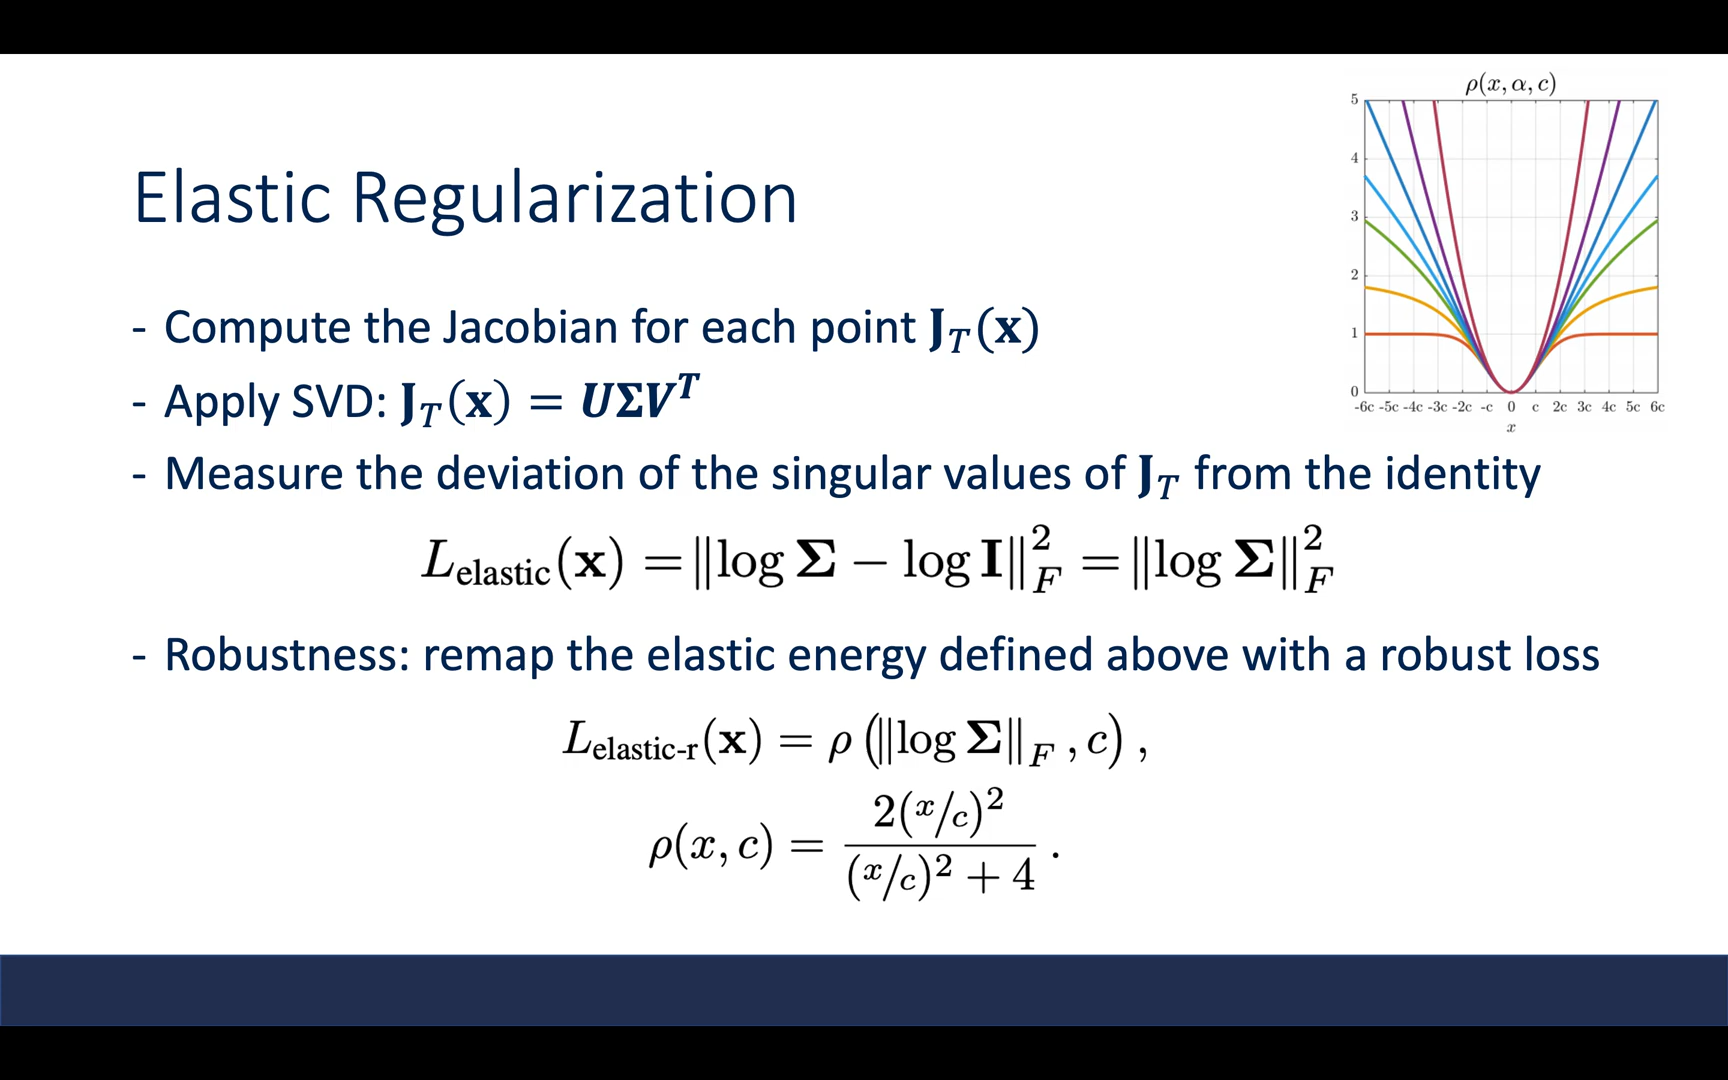 ρ(x, α, c)
5
4
3
2
1
0
-6c -5c -4c -3c -2c -c 0 c 2c 3c 4c 5c 6c
x
Elastic Regularization
- Compute the Jacobian for each point J_T(x)
- Apply SVD: J_T(x) = UΣV^T
- Measure the deviation of the singular values of J_T from the identity
L_elastic(x) = ‖log Σ − log I‖_F^2 = ‖log Σ‖_F^2
- Robustness: remap the elastic energy defined above with a robust loss
L_elastic-r(x) = ρ (‖log Σ‖_F , c) ,
ρ(x, c) = 2(x/c)^2 / ((x/c)^2 + 4) .